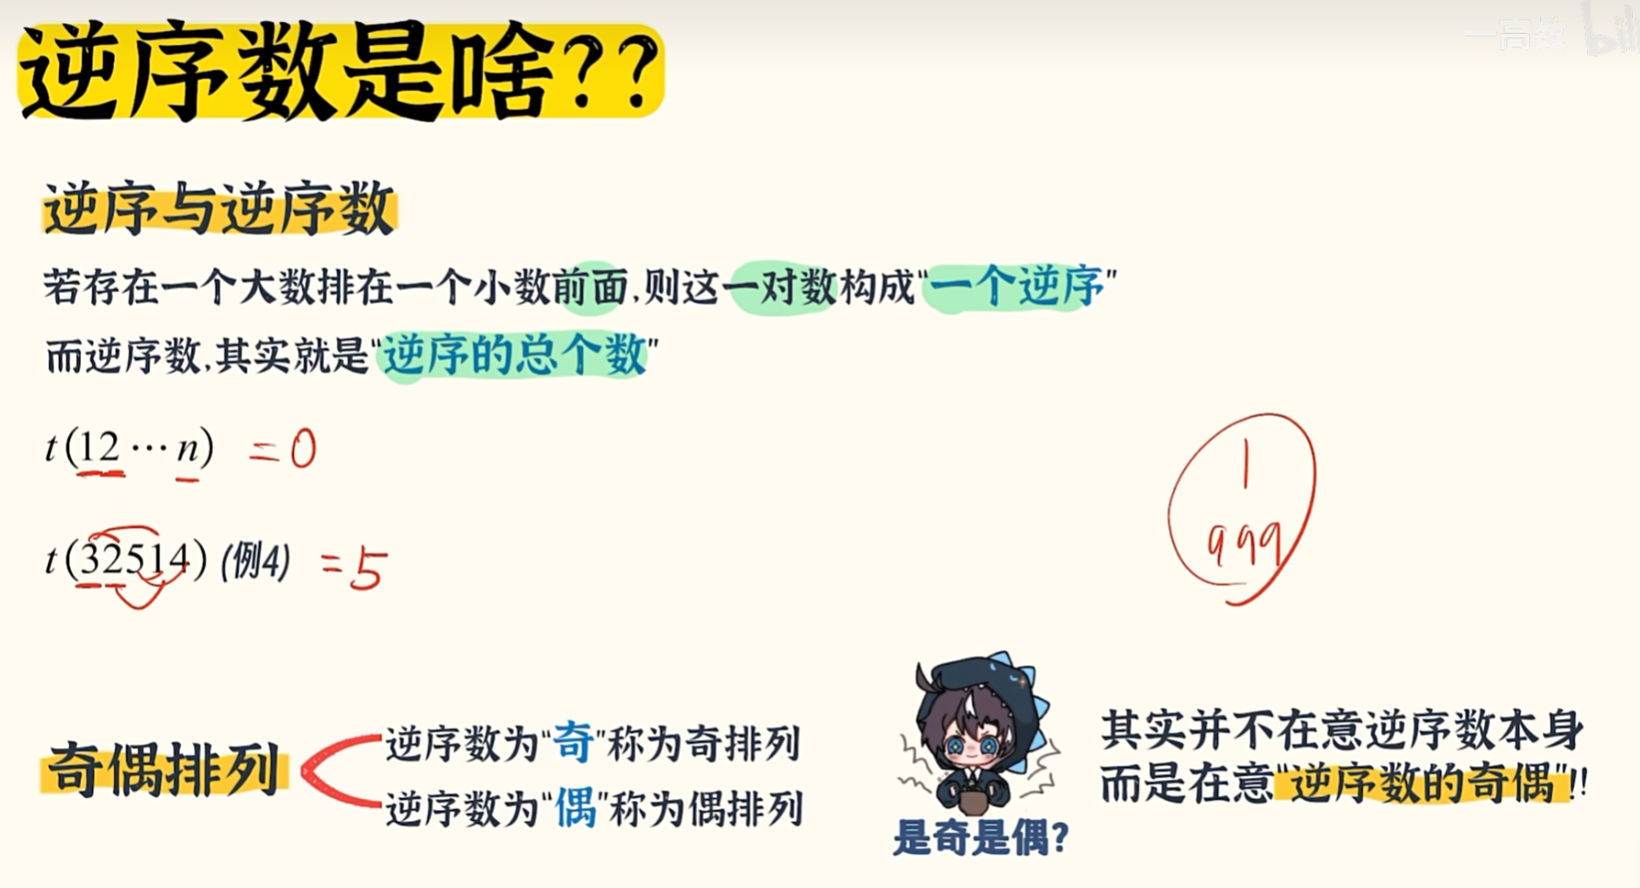 逆序数是啥??
一高数
bili
逆序与逆序数
若存在一个大数排在一个小数前面,则这一对数构成“一个逆序”
而逆序数,其实就是“逆序的总个数”
t(12⋯n) =0
t(32514)(例4) =5
1
999
奇偶排列
逆序数为“奇”称为奇排列
逆序数为“偶”称为偶排列
是奇是偶?
其实并不在意逆序数本身
而是在意“逆序数的奇偶”!!